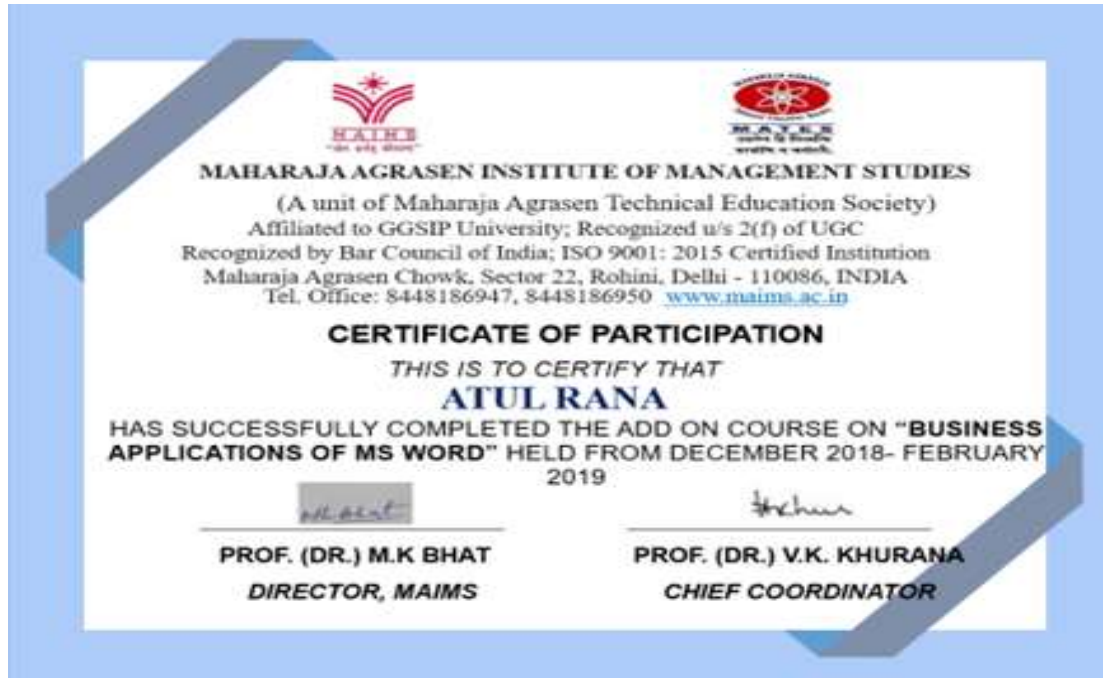 MAIMS
MATES
MAHARAJA AGRASEN INSTITUTE OF MANAGEMENT STUDIES
(A unit of Maharaja Agrasen Technical Education Society)
Affiliated to GGSIP University; Recognized u/s 2(f) of UGC
Recognized by Bar Council of India; ISO 9001: 2015 Certified Institution
Maharaja Agrasen Chowk, Sector 22, Rohini, Delhi - 110086, INDIA
Tel. Office: 8448186947, 8448186950 www.maims.ac.in
CERTIFICATE OF PARTICIPATION
THIS IS TO CERTIFY THAT
ATUL RANA
HAS SUCCESSFULLY COMPLETED THE ADD ON COURSE ON “BUSINESS
APPLICATIONS OF MS WORD” HELD FROM DECEMBER 2018- FEBRUARY
2019
PROF. (DR.) M.K BHAT
PROF. (DR.) V.K. KHURANA
DIRECTOR, MAIMS
CHIEF COORDINATOR